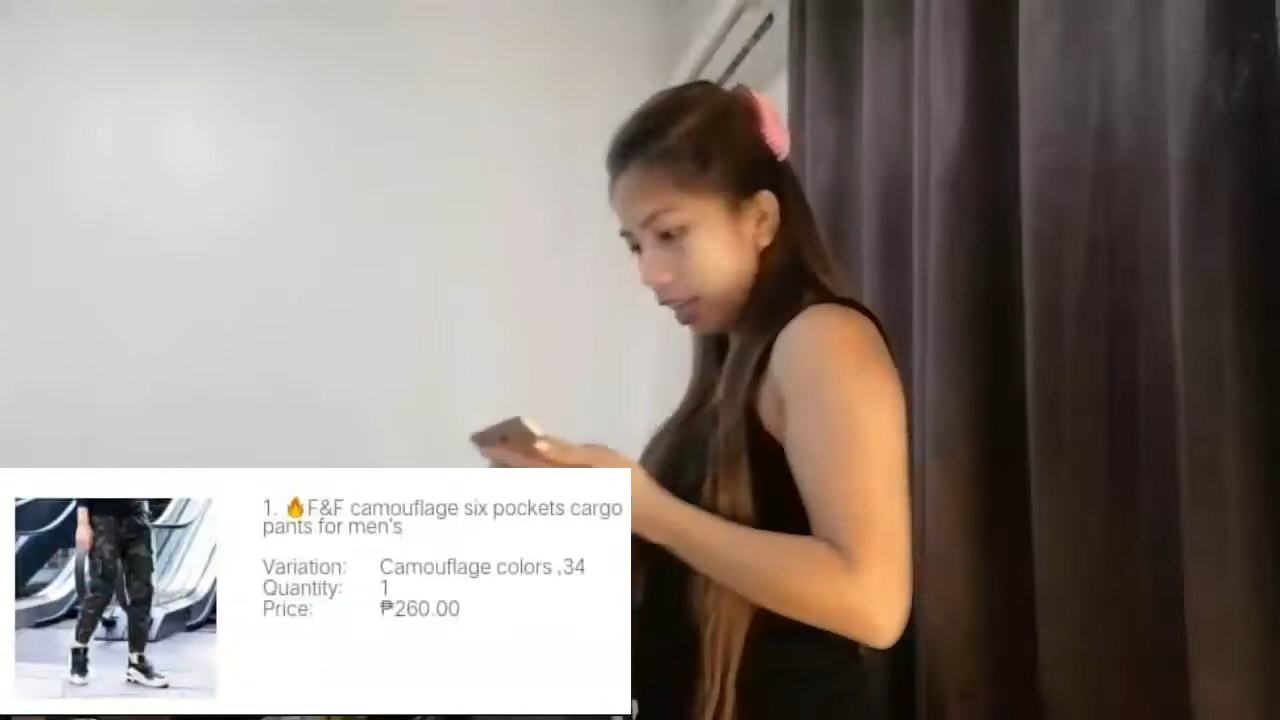 1. 🔥F&F camouflage six pockets cargo
pants for men's
Variation: Camouflage colors ,34
Quantity: 1
Price: ₱260.00